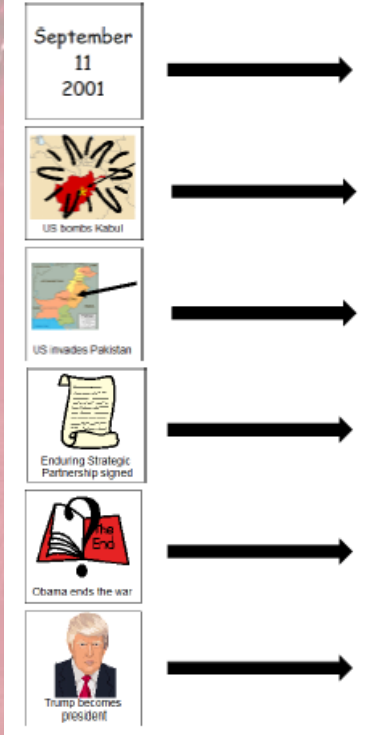 September
11
2001
US bombs Kabul
US invades Pakistan
Enduring Strategic
Partnership signed
The
End
Obama ends the war
Trump becomes
president